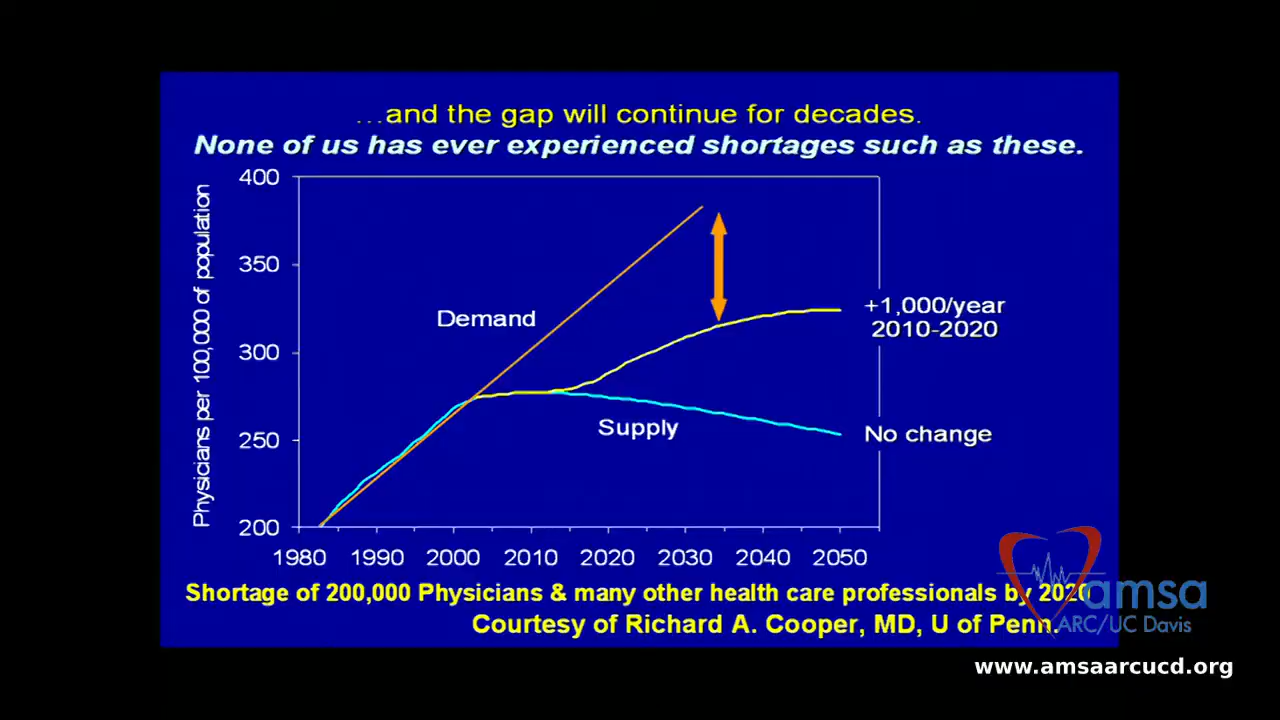 ...and the gap will continue for decades.
None of us has ever experienced shortages such as these.
Physicians per 100,000 of population
400
350
300
250
200
Demand
+1,000/year
2010-2020
Supply
No change
1980 1990 2000 2010 2020 2030 2040 2050
Shortage of 200,000 Physicians & many other health care professionals by 2020
Courtesy of Richard A. Cooper, MD, U of Penn.
amsa
ARC/UC Davis
www.amsaarcucd.org